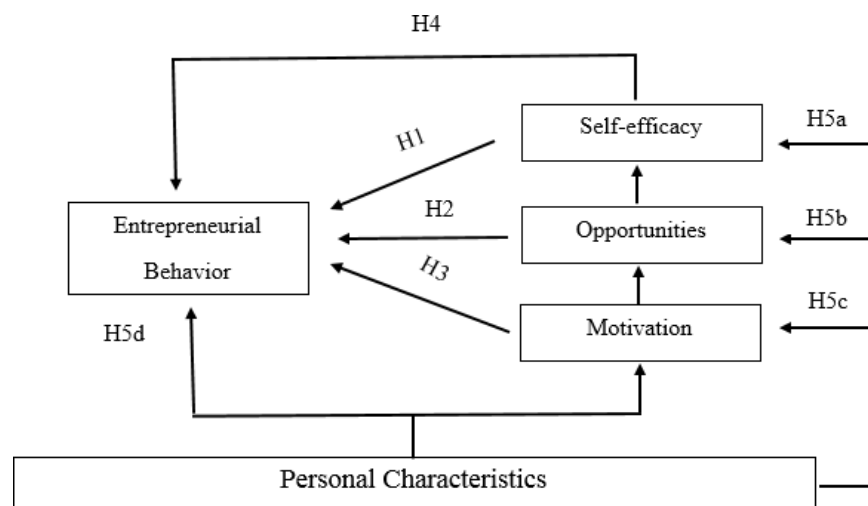 H4
Self-efficacy
H5a
H1
Entrepreneurial
Behavior
H2
Opportunities
H5b
H3
Motivation
H5c
H5d
Personal Characteristics